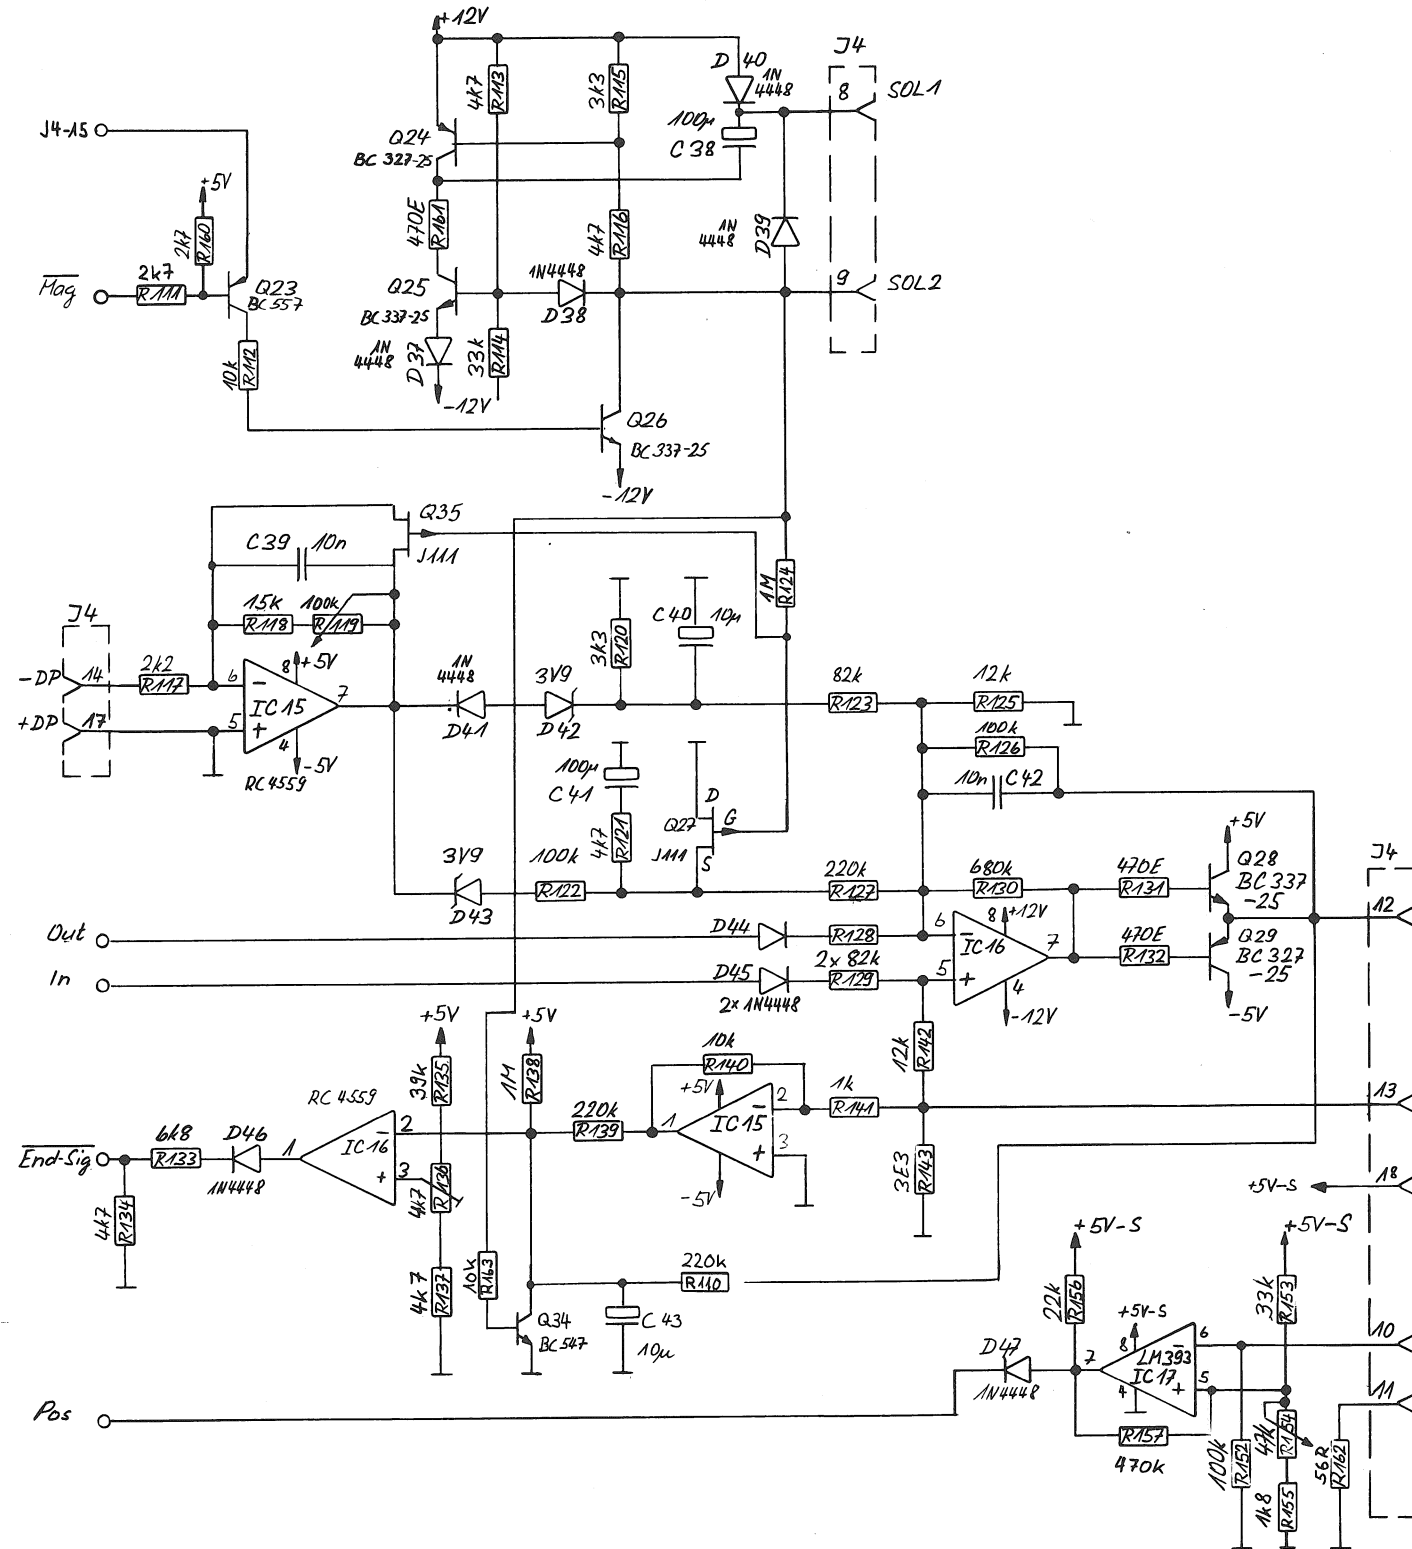 +12V
J4
D 40
1N
4448
8
SOL1
4k7
R113
3k3
R115
100µ
C 38
J4-15
Q24
BC 327-25
+5V
2k7
R160
470E
R161
4k7
R116
1N
4448
D39
Mag
2k7
R111
Q23
BC 557
Q25
BC 337-25
1N4448
D38
9
SOL2
1N
4448
D37
33k
R114
10k
R112
-12V
Q26
BC 337-25
-12V
Q35
J111
C39
10n
1M
R124
J4
15k
R118
100k
R119
3k3
R120
C40
10µ
-DP
14
2k2
R117
6
8
+5V
IC15
7
1N
4448
D41
3V9
D42
82k
R123
12k
R125
+DP
17
5
4
-5V
RC4559
100k
R126
100µ
C 41
10n
C42
D
Q27
G
J111
S
4k7
R121
+5V
3V9
D43
100k
R122
220k
R127
680k
R130
470E
R131
Q28
BC 337
-25
J4
12
Out
D44
R128
6
8
+12V
IC16
7
470E
R132
Q29
BC 327
-25
In
D45
2x 1N4448
2x 82k
R129
5
4
-12V
-5V
+5V
+5V
39k
R135
1M
R138
10k
R140
12k
R142
RC 4559
220k
R139
+5V
2
1k
R141
13
End-Sig
6k8
R133
D46
1N4448
1
IC16
2
3
1
IC15
3
-5V
4k7
R134
4k7
R136
3E3
R143
+5V-S
18
+5V-S
+5V-S
4k7
R137
10k
R163
220k
R110
22k
R156
33k
R153
Q34
BC547
C 43
10µ
+5V-S
D47
1N4448
7
8
LM393
IC17
4
6
5
10
11
Pos
R157
470k
100k
R152
47k
R154
56R
R162
1k8
R155